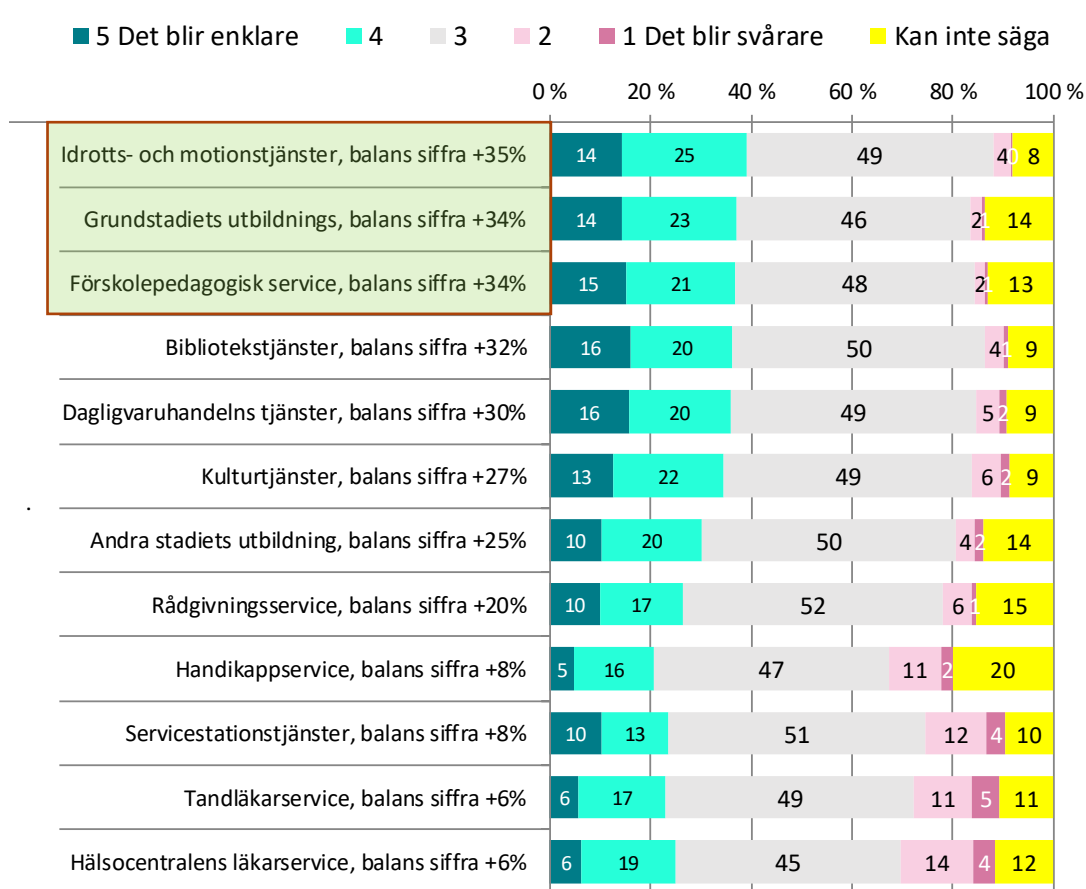 5 Det blir enklare 4 3 2 1 Det blir svårare Kan inte säga
0 % 20 % 40 % 60 % 80 % 100 %
Idrotts- och motionstjänster, balans siffra +35% 14 25 49 4 0 8
Grundstadiets utbildnings, balans siffra +34% 14 23 46 2 1 14
Förskolepedagogisk service, balans siffra +34% 15 21 48 2 1 13
Bibliotekstjänster, balans siffra +32% 16 20 50 4 1 9
Dagligvaruhandelns tjänster, balans siffra +30% 16 20 49 5 2 9
Kulturtjänster, balans siffra +27% 13 22 49 6 2 9
.
Andra stadiets utbildning, balans siffra +25% 10 20 50 4 2 14
Rådgivningsservice, balans siffra +20% 10 17 52 6 1 15
Handikappservice, balans siffra +8% 5 16 47 11 2 20
Servicestationstjänster, balans siffra +8% 10 13 51 12 4 10
Tandläkarservice, balans siffra +6% 6 17 49 11 5 11
Hälsocentralens läkarservice, balans siffra +6% 6 19 45 14 4 12